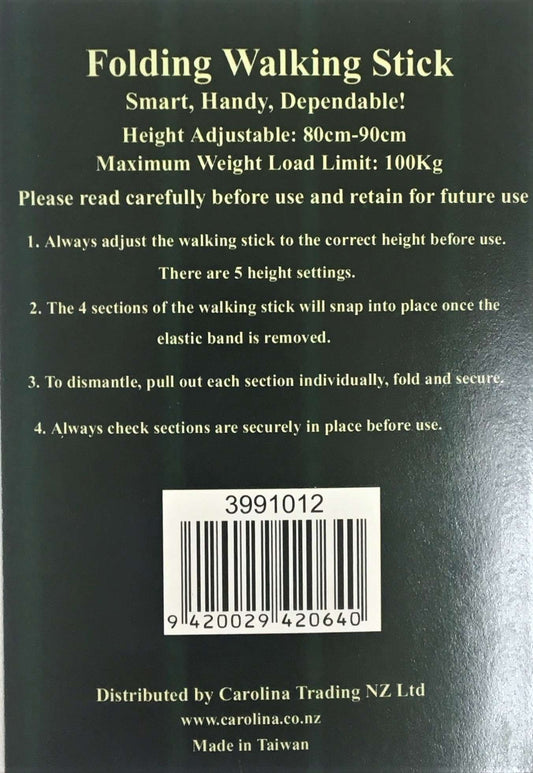 Folding Walking Stick
Smart, Handy, Dependable!
Height Adjustable: 80cm-90cm
Maximum Weight Load Limit: 100Kg
Please read carefully before use and retain for future use
1. Always adjust the walking stick to the correct height before use.
There are 5 height settings.
2. The 4 sections of the walking stick will snap into place once the
elastic band is removed.
3. To dismantle, pull out each section individually, fold and secure.
4. Always check sections are securely in place before use.
3991012
9 420029 420640
Distributed by Carolina Trading NZ Ltd
www.carolina.co.nz
Made in Taiwan